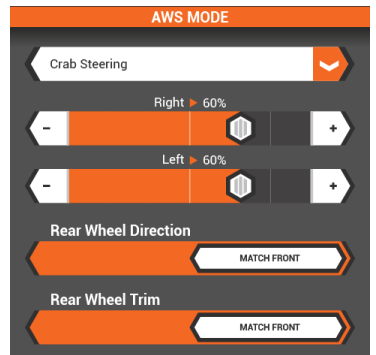 AWS MODE
Crab Steering
Right ▶ 60%
- +
Left ▶ 60%
- +
Rear Wheel Direction
MATCH FRONT
Rear Wheel Trim
MATCH FRONT